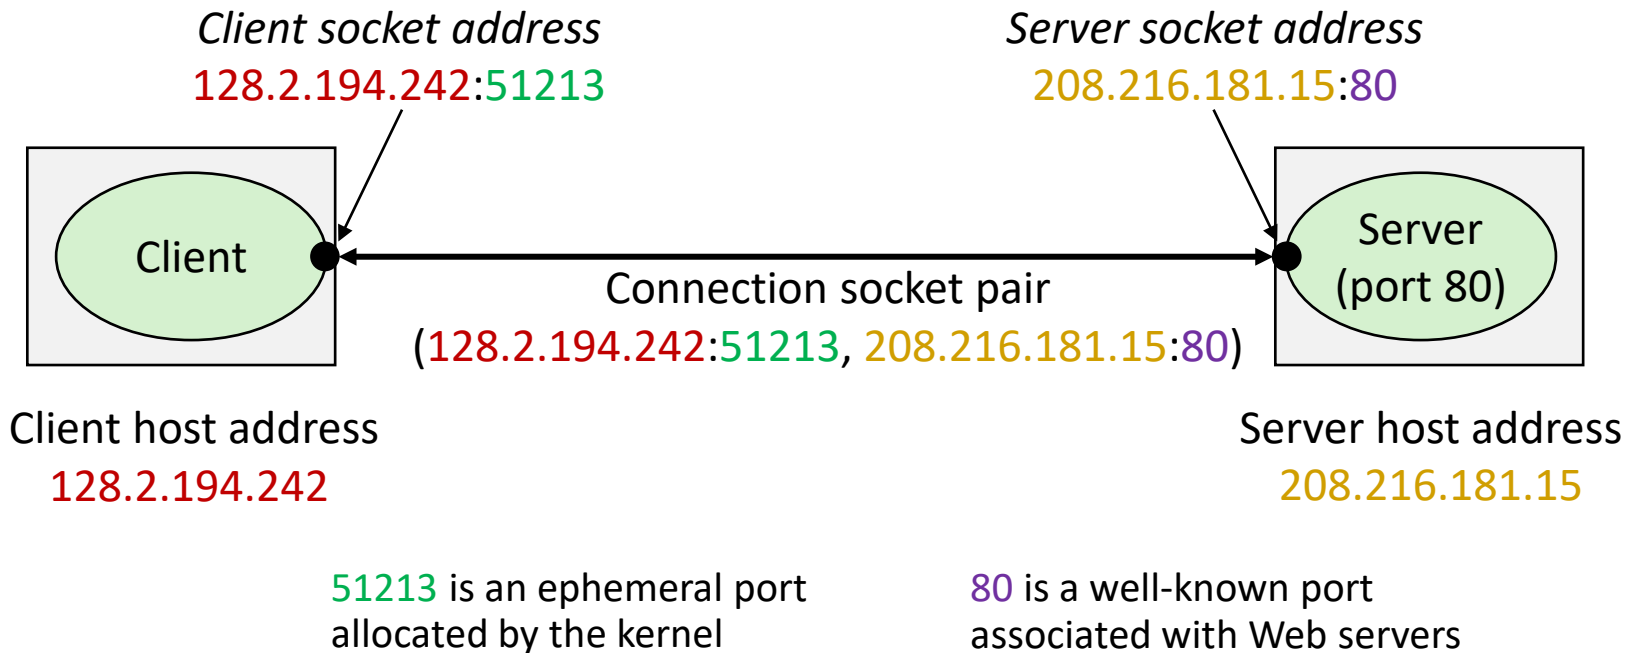 Client socket address
128.2.194.242:51213
Server socket address
208.216.181.15:80
Client
Server
(port 80)
Connection socket pair
(128.2.194.242:51213, 208.216.181.15:80)
Client host address
128.2.194.242
Server host address
208.216.181.15
51213 is an ephemeral port
allocated by the kernel
80 is a well-known port
associated with Web servers